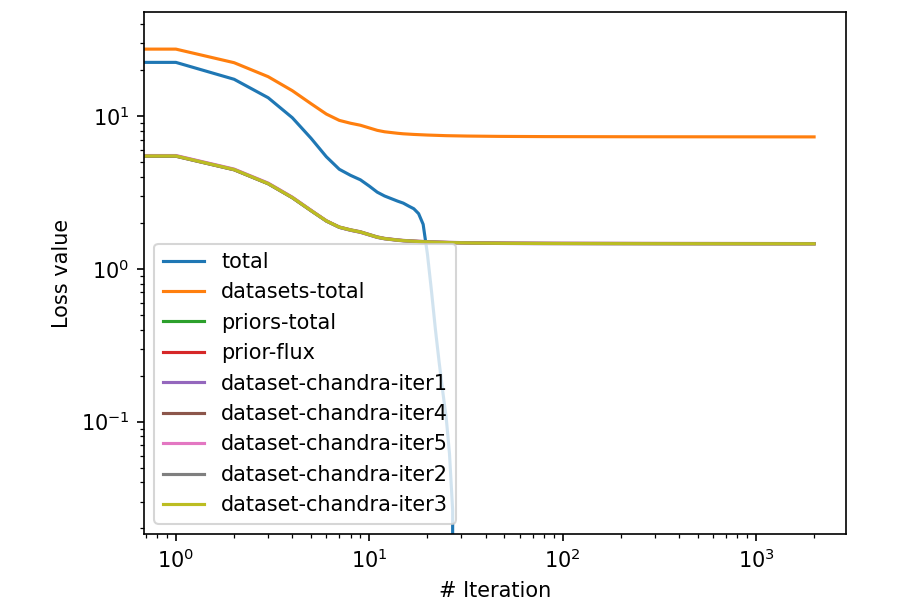 10¹
10⁰
10⁻¹
Loss value
total
datasets-total
priors-total
prior-flux
dataset-chandra-iter1
dataset-chandra-iter4
dataset-chandra-iter5
dataset-chandra-iter2
dataset-chandra-iter3
10⁰ 10¹ 10² 10³
# Iteration